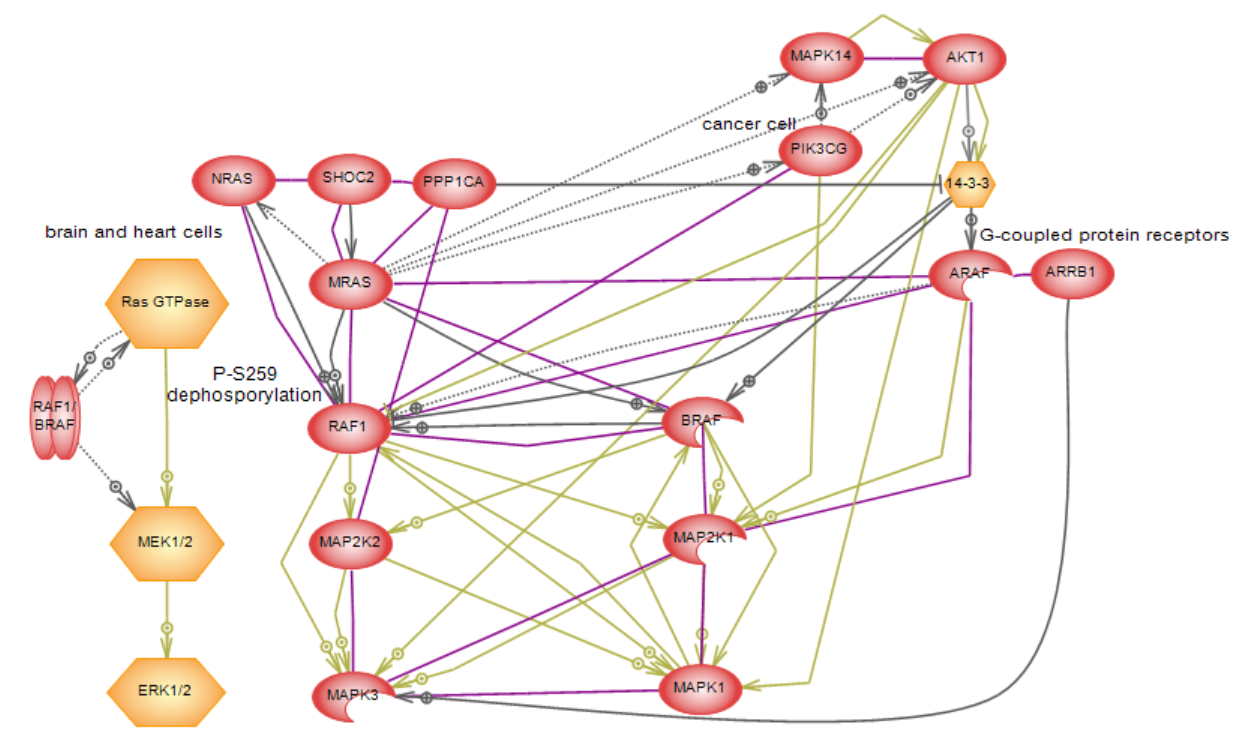 MAPK14
AKT1
cancer cell
PIK3CG
NRAS
SHOC2
PPP1CA
14-3-3
brain and heart cells
G-coupled protein receptors
MRAS
ARAF
ARRB1
Ras GTPase
P-S259
dephosporylation
RAF1/
BRAF
RAF1
BRAF
MEK1/2
MAP2K2
MAP2K1
ERK1/2
MAPK3
MAPK1